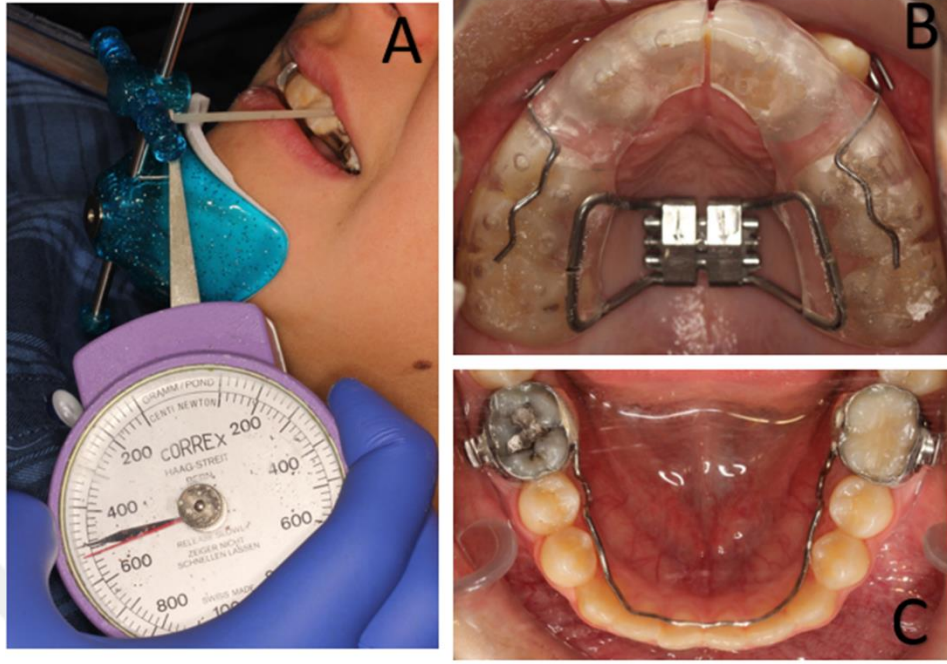 A
GRAMM / POND
CENTI NEWTON
200 200
CORREX
HAAG-STREIT
BERN
400 400
600 600
RELEASE SLOWLY
ZEIGER NICHT
SCHNELLEN LASSEN
800
SWISS MADE
B
C